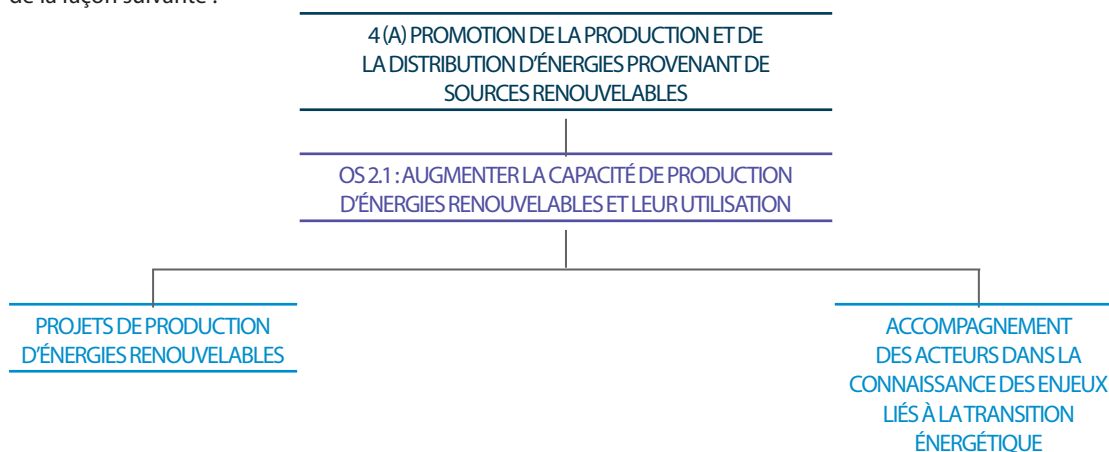 de la façon suivante :
4 (A) PROMOTION DE LA PRODUCTION ET DE
LA DISTRIBUTION D'ÉNERGIES PROVENANT DE
SOURCES RENOUVELABLES
OS 2.1 : AUGMENTER LA CAPACITÉ DE PRODUCTION
D'ÉNERGIES RENOUVELABLES ET LEUR UTILISATION
PROJETS DE PRODUCTION
D'ÉNERGIES RENOUVELABLES
ACCOMPAGNEMENT
DES ACTEURS DANS LA
CONNAISSANCE DES ENJEUX
LIÉS À LA TRANSITION
ÉNERGÉTIQUE